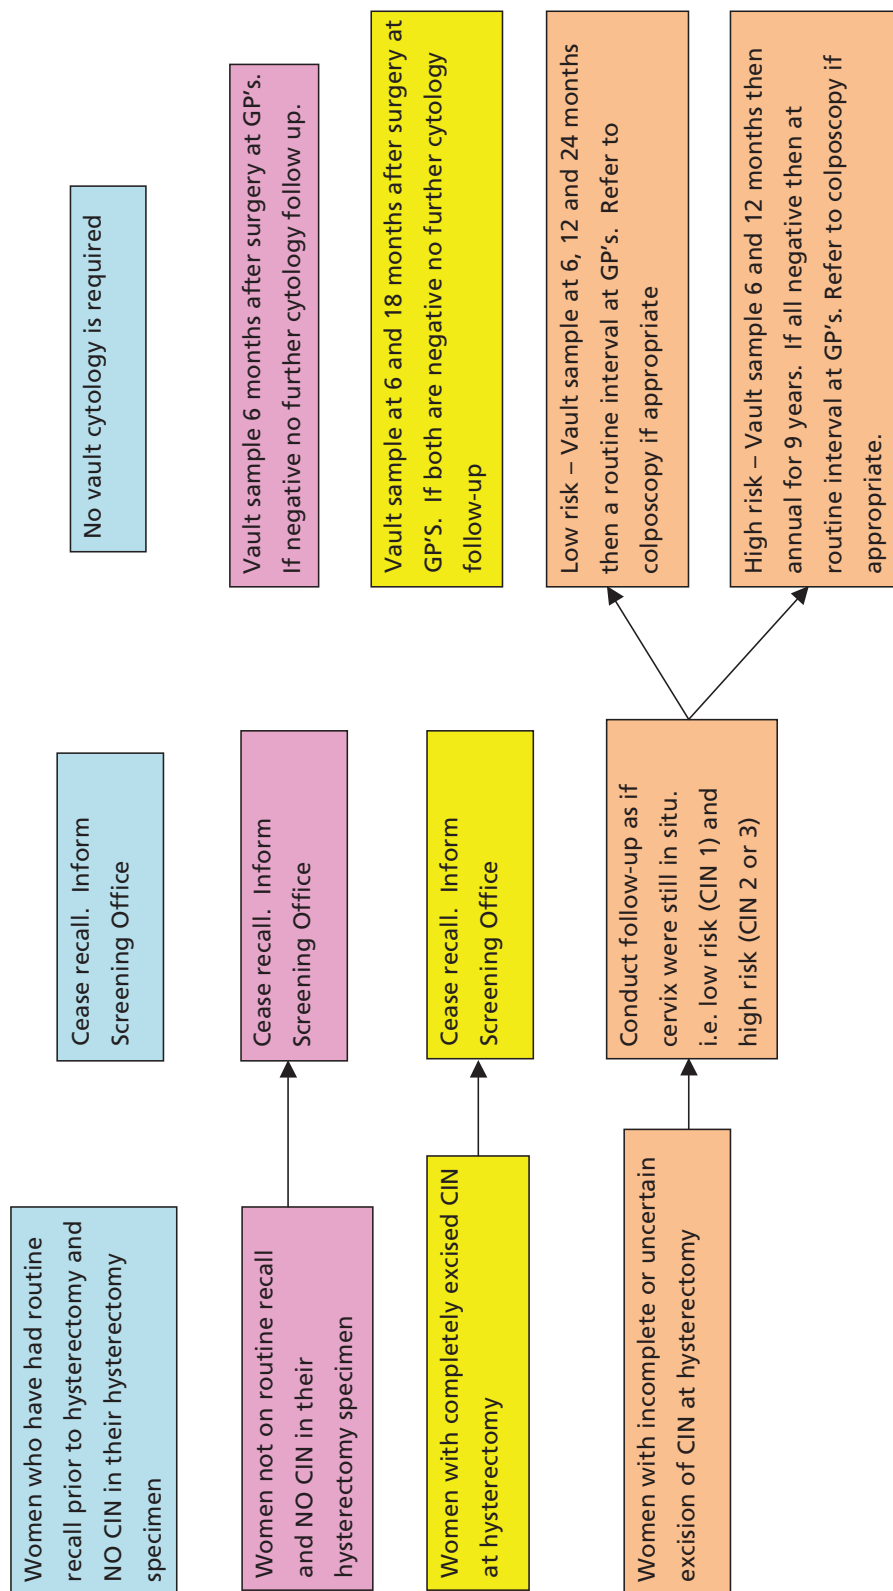 Women who have had routine
recall prior to hysterectomy and
NO CIN in their hysterectomy
specimen
Cease recall.  Inform
Screening Office
No vault cytology is required
Women not on routine recall
and NO CIN in their
hysterectomy specimen
Cease recall.  Inform
Screening Office
Vault sample 6 months after surgery at GP's.
If negative no further cytology follow up.
Women with completely excised CIN
at hysterectomy
Cease recall.  Inform
Screening Office
Vault sample at 6 and 18 months after surgery at
GP'S.  If both are negative no further cytology
follow-up
Women with incomplete or uncertain
excision of CIN at hysterectomy
Conduct follow-up as if
cervix were still in situ.
i.e. low risk (CIN 1) and
high risk (CIN 2 or 3)
Low risk – Vault sample at 6, 12 and 24 months
then a routine interval at GP's.  Refer to
colposcopy if appropriate
High risk – Vault sample 6 and 12 months then
annual for 9 years.  If all negative then at
routine interval at GP's. Refer to colposcopy if
appropriate.